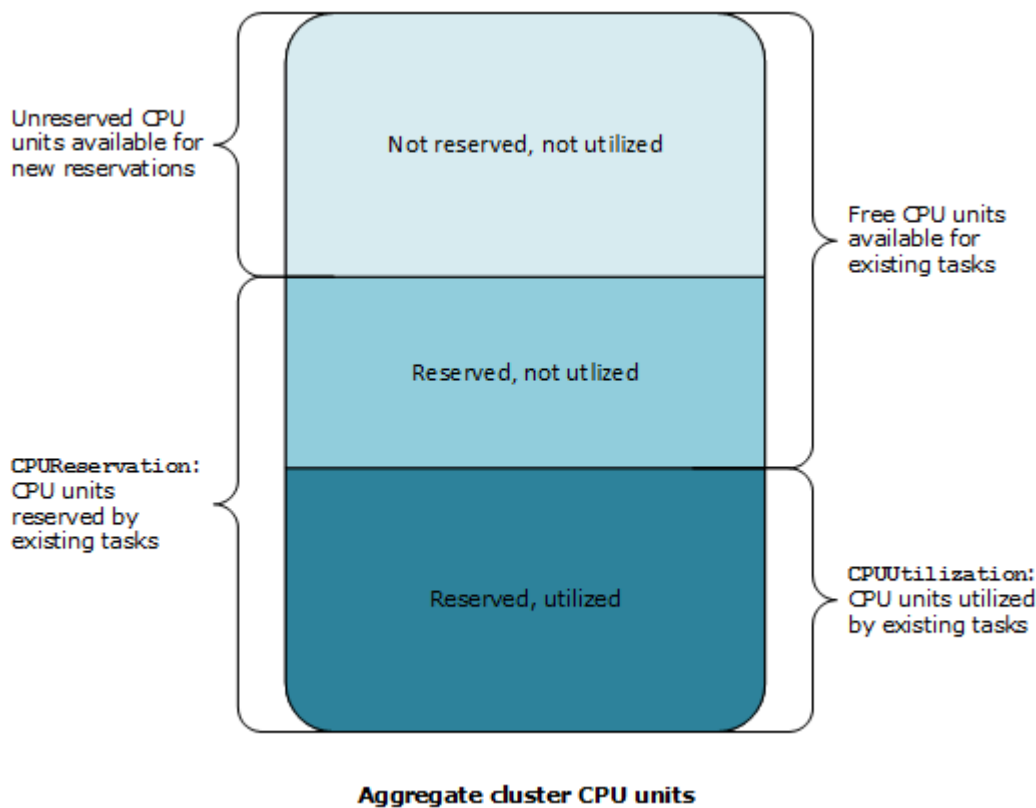 Unreserved CPU
units available for
new reservations
Not reserved, not utilized
Free CPU units
available for
existing tasks
Reserved, not utlized
CPUReservation:
CPU units
reserved by
existing tasks
Reserved, utilized
CPUUtilization:
CPU units utilized
by existing tasks
Aggregate cluster CPU units